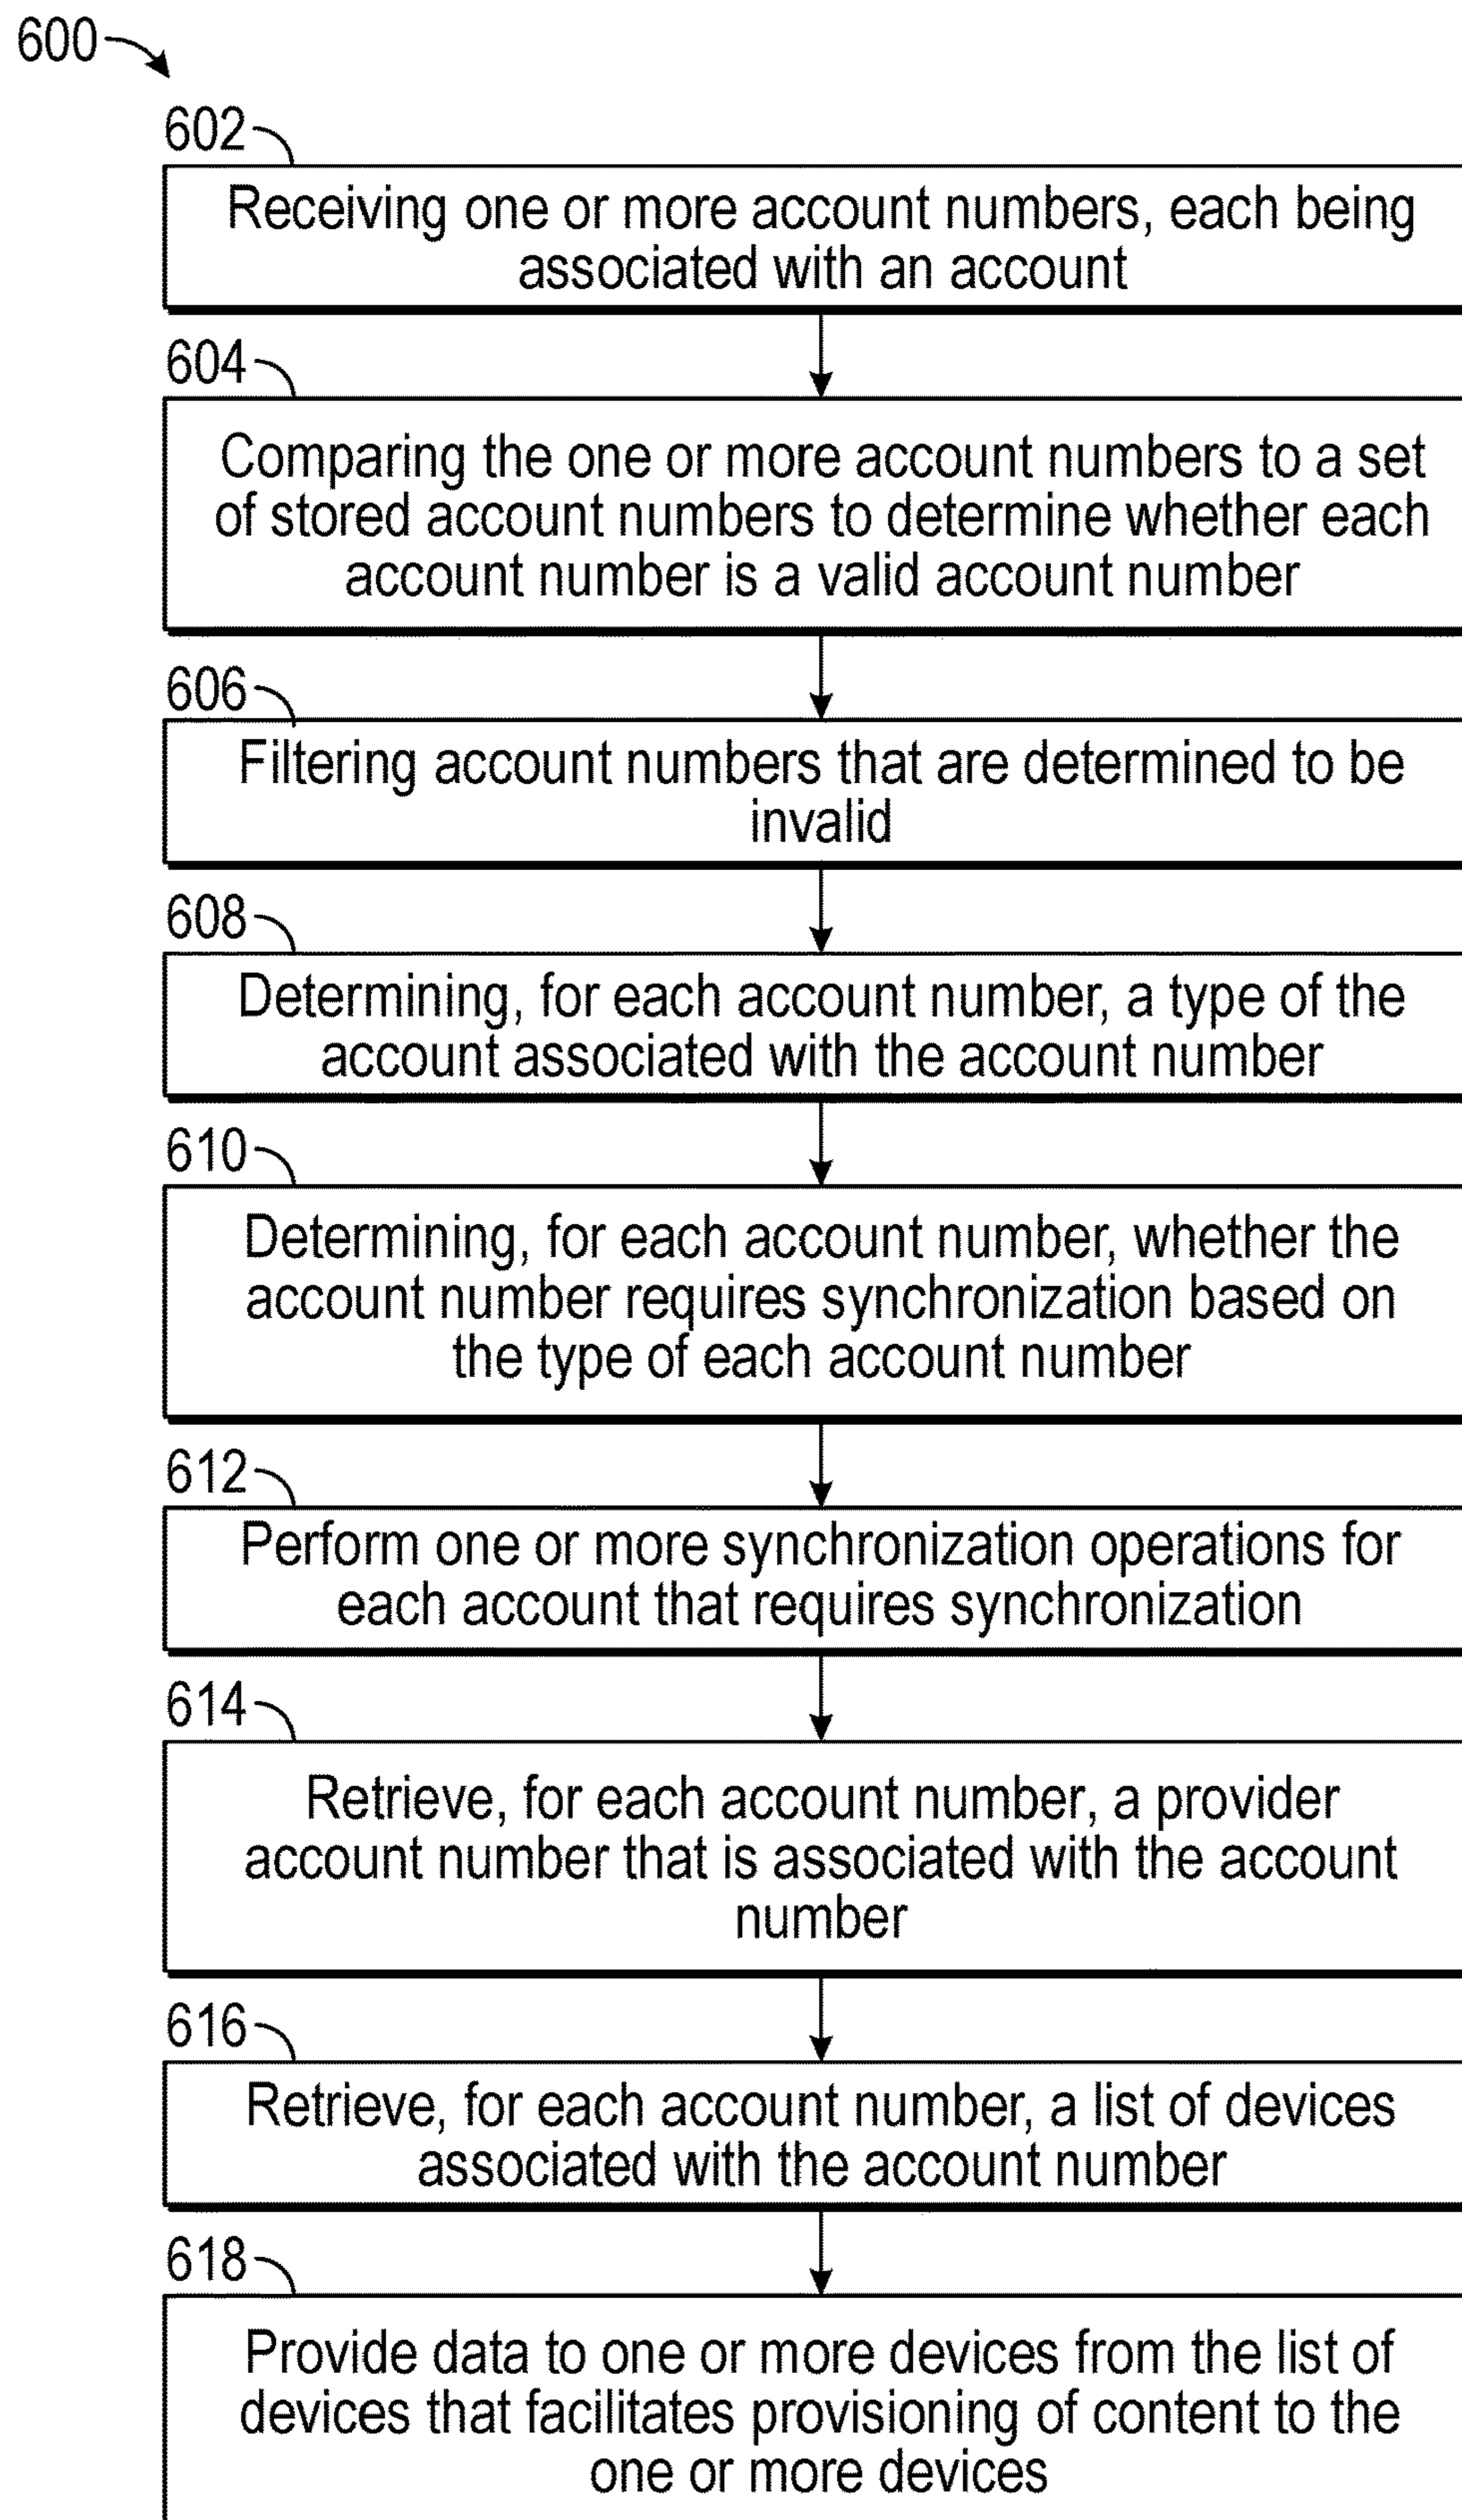 600
602
Receiving one or more account numbers, each being
associated with an account
604
Comparing the one or more account numbers to a set
of stored account numbers to determine whether each
account number is a valid account number
606
Filtering account numbers that are determined to be
invalid
608
Determining, for each account number, a type of the
account associated with the account number
610
Determining, for each account number, whether the
account number requires synchronization based on
the type of each account number
612
Perform one or more synchronization operations for
each account that requires synchronization
614
Retrieve, for each account number, a provider
account number that is associated with the account
number
616
Retrieve, for each account number, a list of devices
associated with the account number
618
Provide data to one or more devices from the list of
devices that facilitates provisioning of content to the
one or more devices